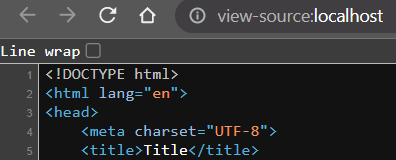 view-source:localhost
Line wrap
1 <!DOCTYPE html>
2 <html lang="en">
3 <head>
4 <meta charset="UTF-8">
5 <title>Title</title>